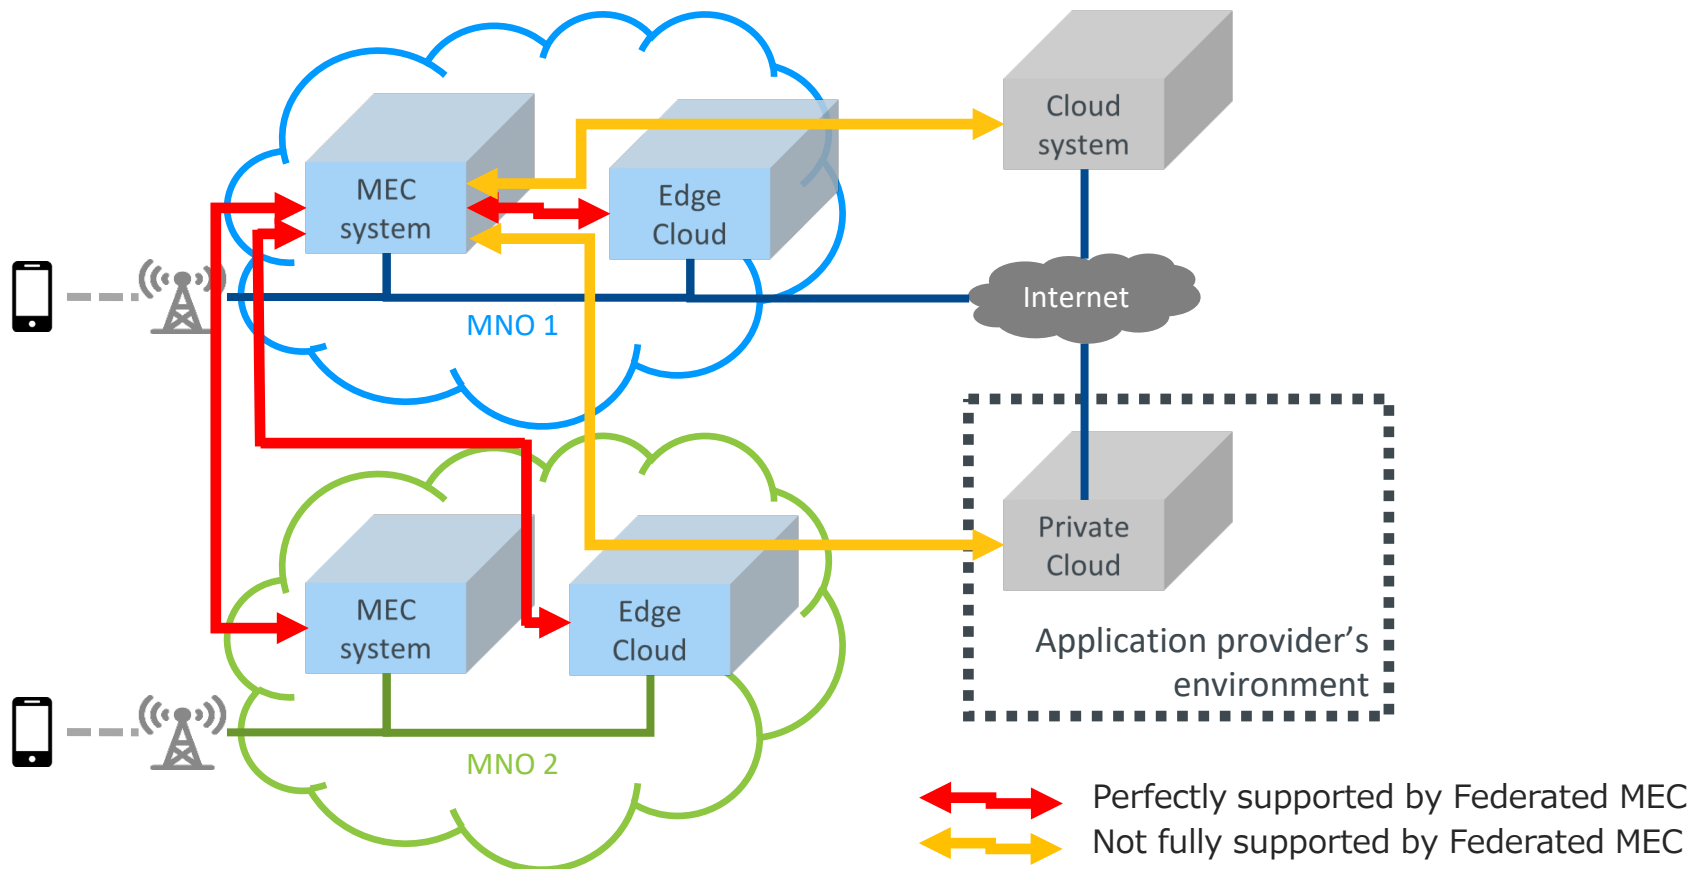 Cloud
system
MEC
system
Edge
Cloud
Internet
MNO 1
Private
Cloud
MEC
system
Edge
Cloud
Application provider’s
environment
MNO 2
Perfectly supported by Federated MEC
Not fully supported by Federated MEC